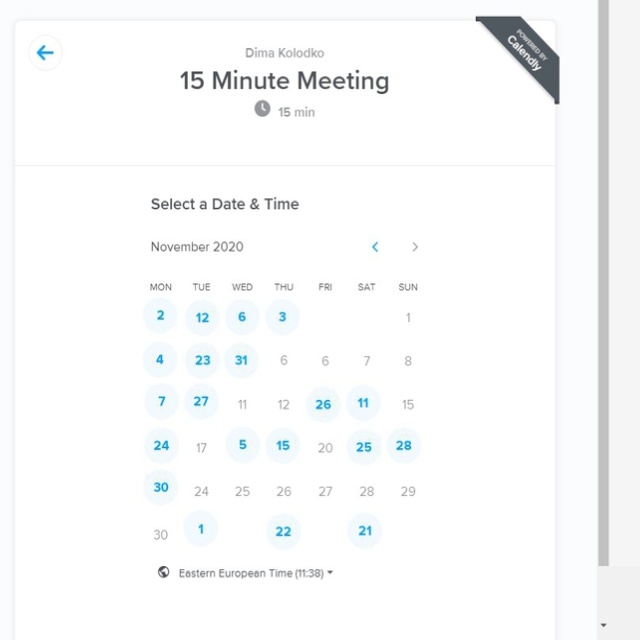 POWERED BY
Calendly
Dima Kolodko
15 Minute Meeting
15 min
Select a Date & Time
November 2020
MON TUE WED THU FRI SAT SUN
2 12 6 3 1
4 23 31 6 6 7 8
7 27 11 12 26 11 15
24 17 5 15 20 25 28
30 24 25 26 27 28 29
30 1 22 21
Eastern European Time (11:38)